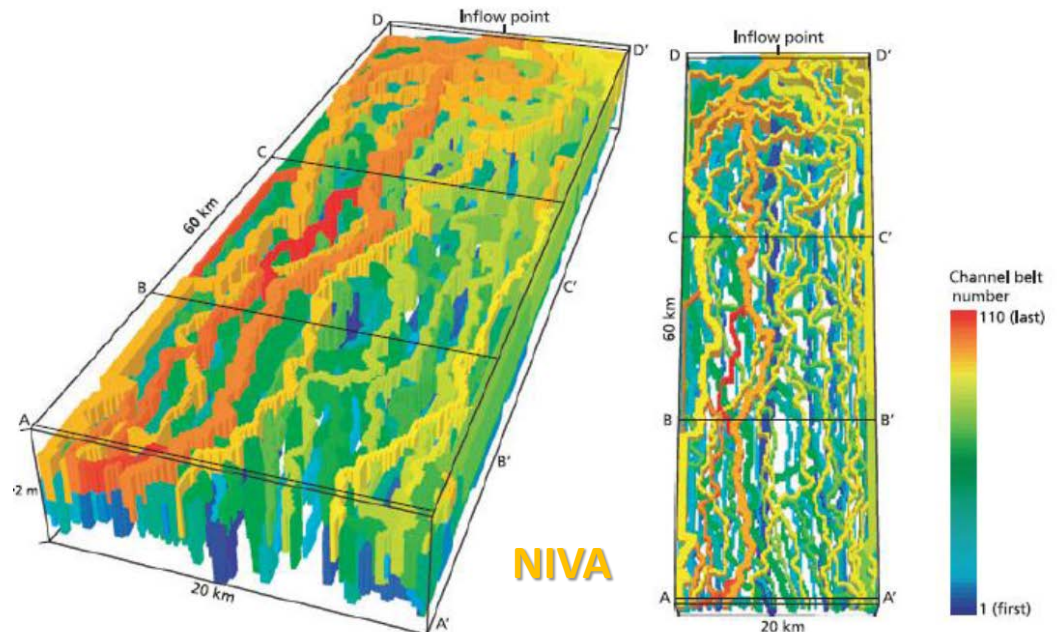 Inflow point
D
D'
C
60 km
B
C'
A
B'
-2 m
20 km
A'
NIVA
Inflow point
D
D'
C
C'
60 km
B
B'
A
A'
20 km
Channel belt
number
110 (last)
1 (first)